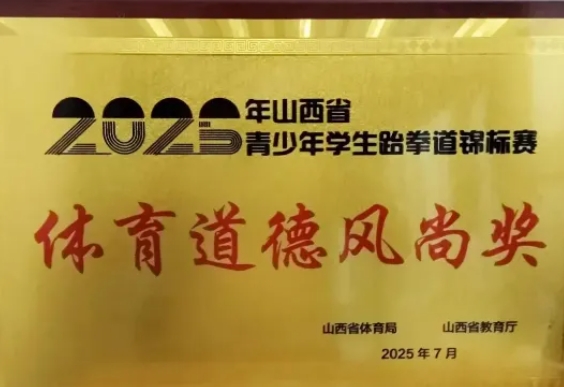 2025年山西省
青少年学生跆拳道锦标赛
体育道德风尚奖
山西省体育局 山西省教育厅
2025年7月